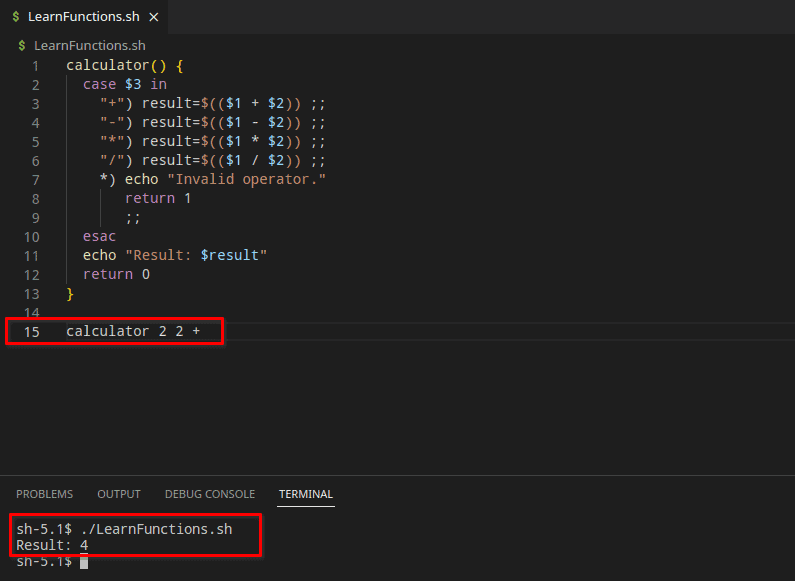 $ LearnFunctions.sh ×
$ LearnFunctions.sh
1 calculator() {
2 case $3 in
3 "+") result=$(($1 + $2)) ;;
4 "-") result=$(($1 - $2)) ;;
5 "*") result=$(($1 * $2)) ;;
6 "/") result=$(($1 / $2)) ;;
7 *) echo "Invalid operator."
8 return 1
9 ;;
10 esac
11 echo "Result: $result"
12 return 0
13 }
14
15 calculator 2 2 +
PROBLEMS OUTPUT DEBUG CONSOLE TERMINAL
sh-5.1$ ./LearnFunctions.sh
Result: 4
sh-5.1$